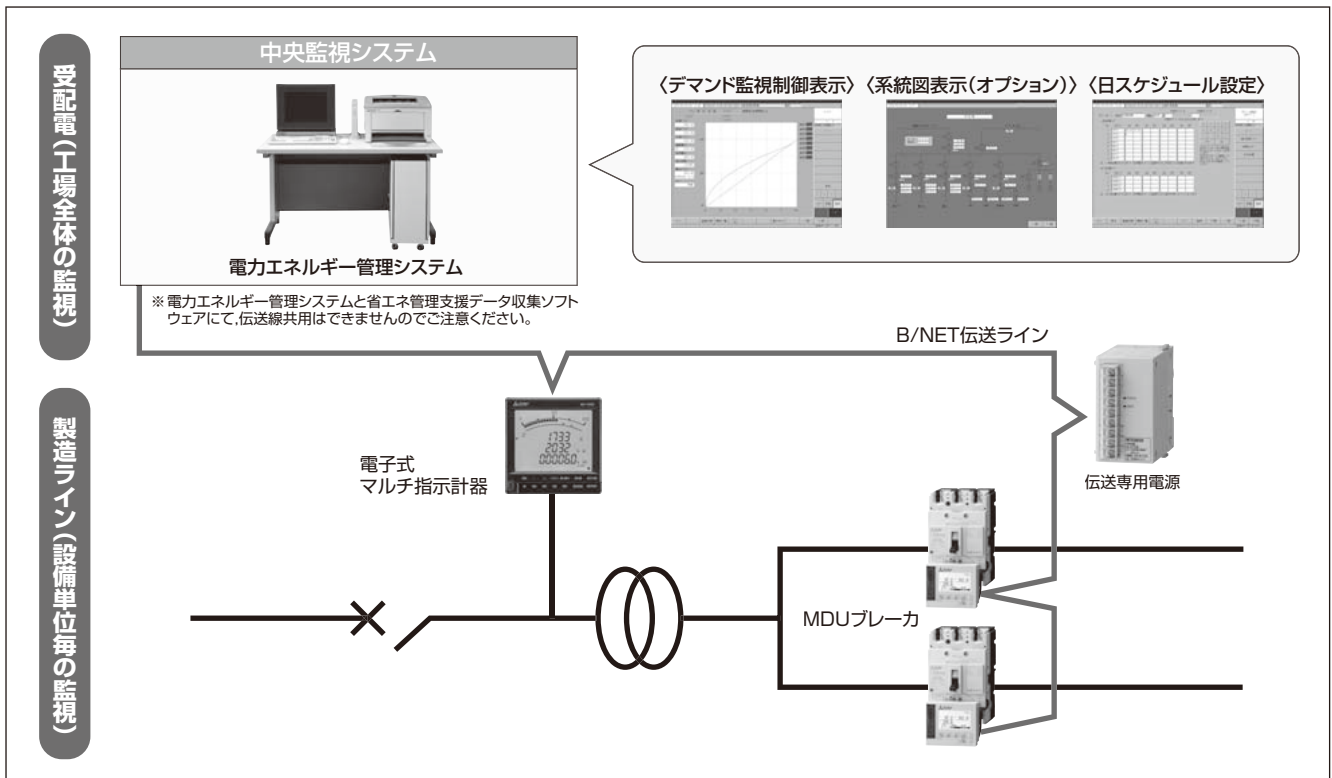 受配電（工場全体の監視）
中央監視システム
電力エネルギー管理システム
〈デマンド監視制御表示〉
〈系統図表示（オプション）〉
〈日スケジュール設定〉
※電力エネルギー管理システムと省エネ管理支援データ収集ソフト
ウェアにて,伝送線共用はできませんのでご注意ください。
B/NET伝送ライン
伝送専用電源
製造ライン（設備単位毎の監視）
電子式
マルチ指示計器
1733
2032
000060
MDUブレーカ